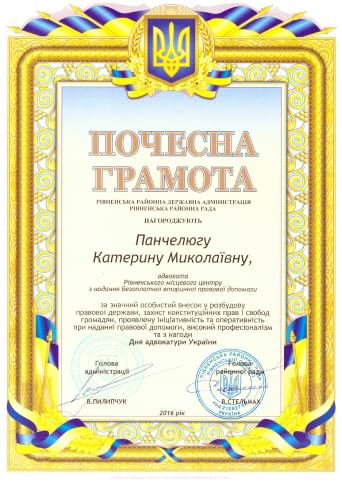 ПОЧЕСНА
ГРАМОТА
РІВНЕНСЬКА РАЙОННА ДЕРЖАВНА АДМІНІСТРАЦІЯ
РІВНЕНСЬКА РАЙОННА РАДА
НАГОРОДЖУЮТЬ
Панчелюгу
Катерину Миколаївну,
адвоката
Рівненського місцевого центру
з надання безоплатної вторинної правової допомоги
за значний особистий внесок у розбудову
правової держави, захист конституційних прав і свобод
громадян, проявлену ініціативність та оперативність
при наданні правової допомоги, високий професіоналізм
та з нагоди
Дня адвокатури України
Голова
адміністрації
Голова
районної ради
В.ПИЛИПЧУК
В.СТЕЛЬМАХ
2016 рік
УКРАЇНА